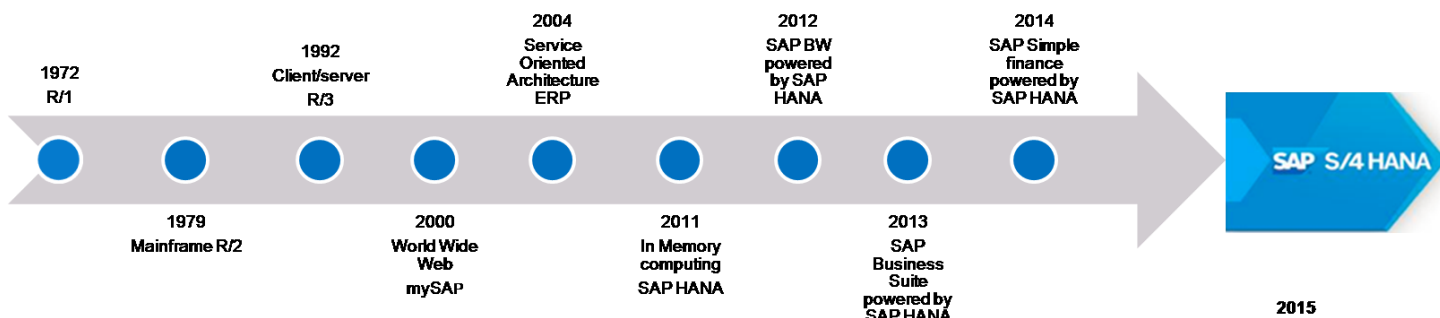 1972
R/1
1979
Mainframe R/2
1992
Client/server
R/3
2000
World Wide
Web
mySAP
2004
Service
Oriented
Architecture
ERP
2011
In Memory
computing
SAP HANA
2012
SAP BW
powered
by SAP
HANA
2013
SAP
Business
Suite
powered by
SAP HANA
2014
SAP Simple
finance
powered by
SAP HANA
SAP S/4 HANA
2015